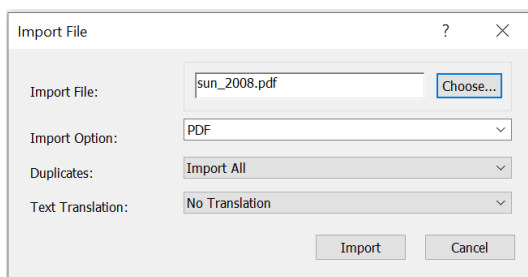 Import File ?
Import File: sun_2008.pdf Choose...
Import Option: PDF
Duplicates: Import All
Text Translation: No Translation
Import Cancel